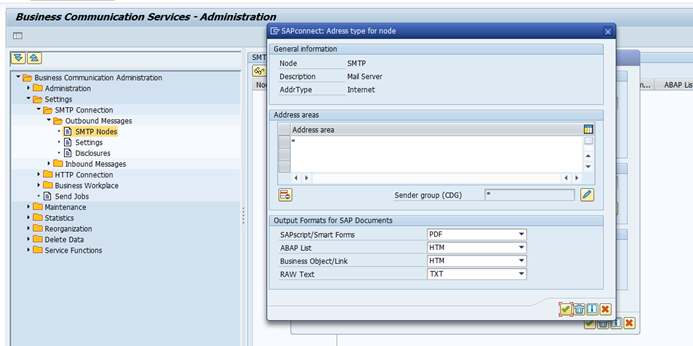 Business Communication Services - Administration
SAPconnect: Adress type for node
General information
Node SMTP
Description Mail Server
AddrType Internet
Address areas
Address area
*
Sender group (CDG) *
Output Formats for SAP Documents
SAPscript/Smart Forms PDF
ABAP List HTM
Business Object/Link HTM
RAW Text TXT
Business Communication Administration
Administration
Settings
SMTP Connection
Outbound Messages
SMTP Nodes
Settings
Disclosures
Inbound Messages
HTTP Connection
Business Workplace
Send Jobs
Maintenance
Statistics
Reorganization
Delete Data
Service Functions
SMT
No
n...
ABAP List